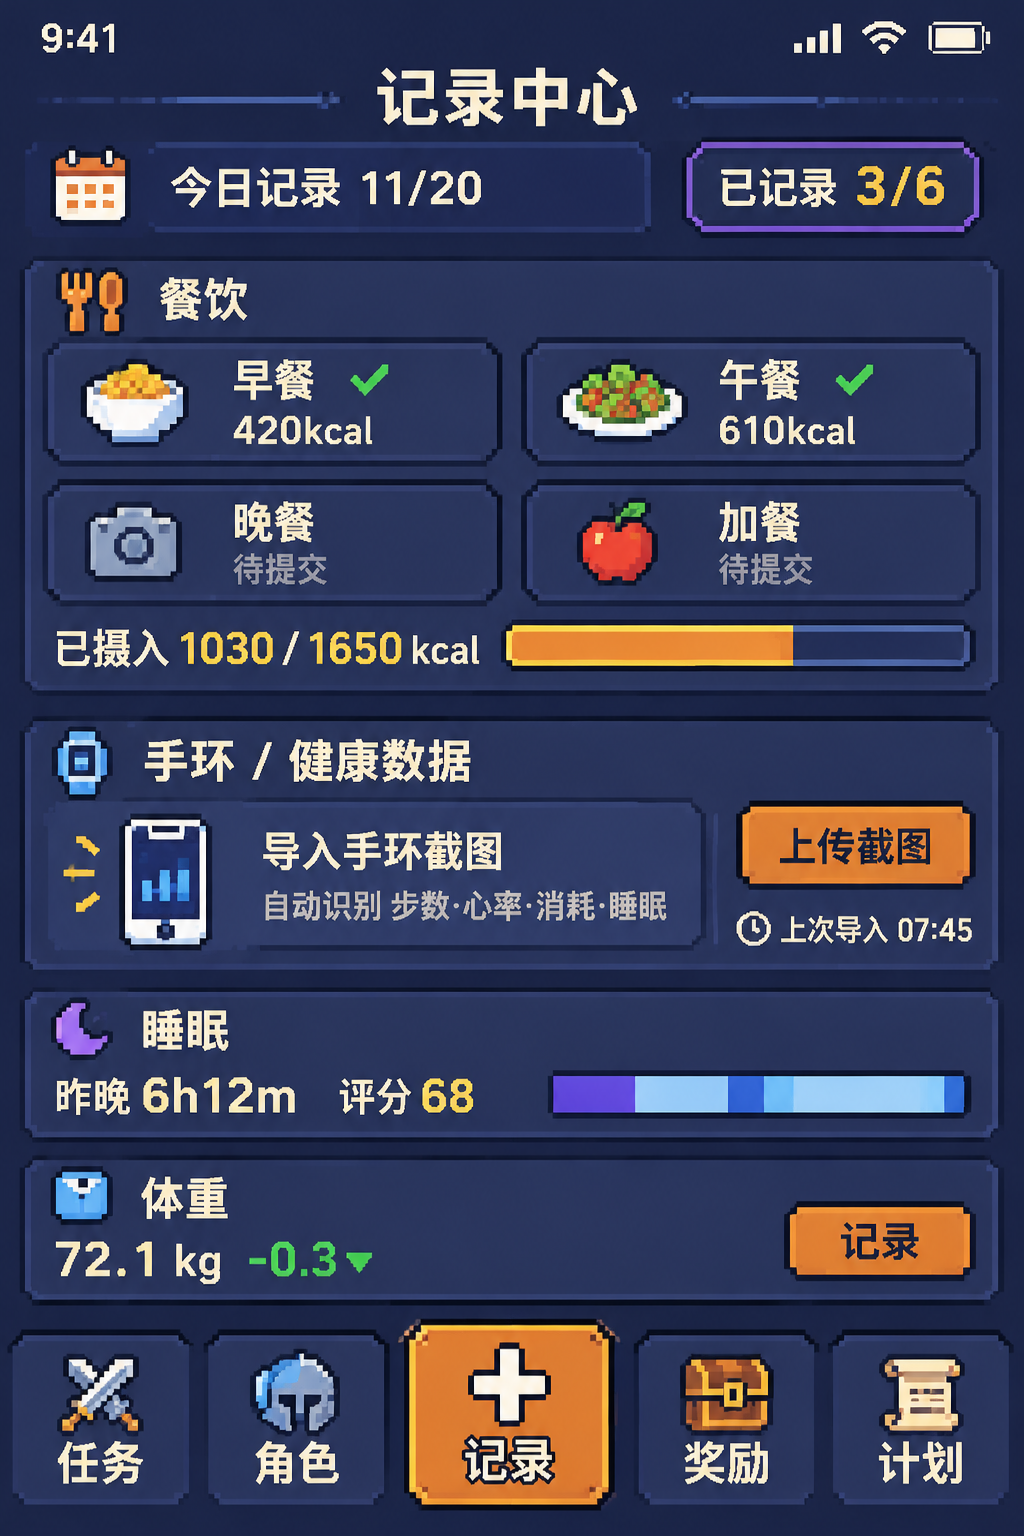 9:41
记录中心
今日记录 11/20
已记录 3/6
餐饮
早餐
420kcal
午餐
610kcal
晚餐
待提交
加餐
待提交
已摄入 1030 / 1650 kcal
手环 / 健康数据
导入手环截图
自动识别 步数·心率·消耗·睡眠
上传截图
上次导入 07:45
睡眠
昨晚 6h12m 评分 68
体重
72.1 kg -0.3
记录
任务
角色
记录
奖励
计划